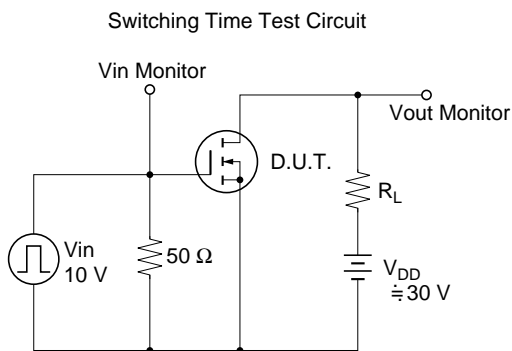 Switching Time Test Circuit
Vin Monitor
Vout Monitor
D.U.T.
RL
Vin
10 V
50 Ω
VDD
≒30 V